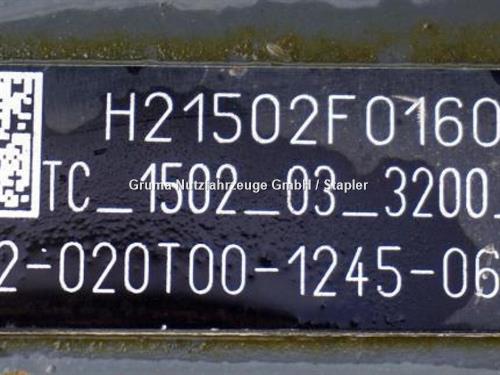 H21502F0160
TC_1502_03_3200
Gruma Nutzfahrzeuge GmbH / Stapler
2-020T00-1245-06